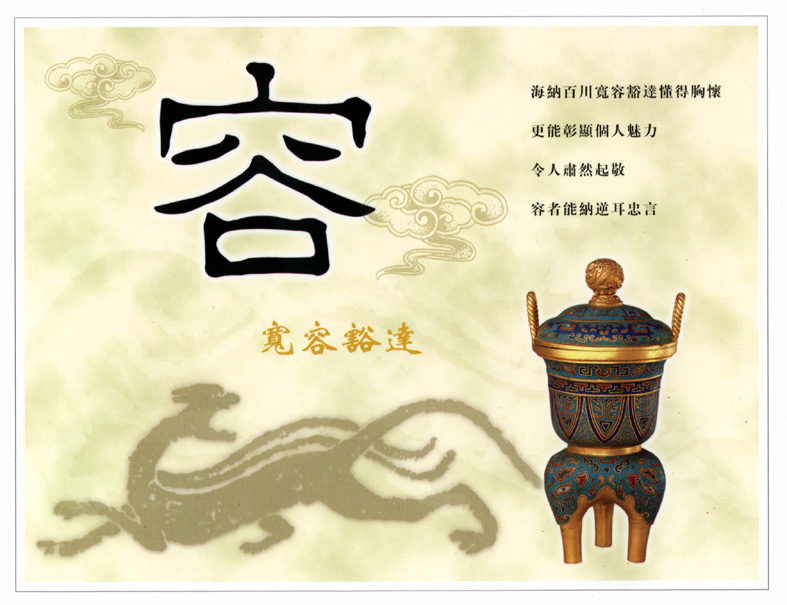 容
寬容豁達
海納百川寬容豁達懂得胸懷
更能彰顯個人魅力
令人肅然起敬
容者能納逆耳忠言